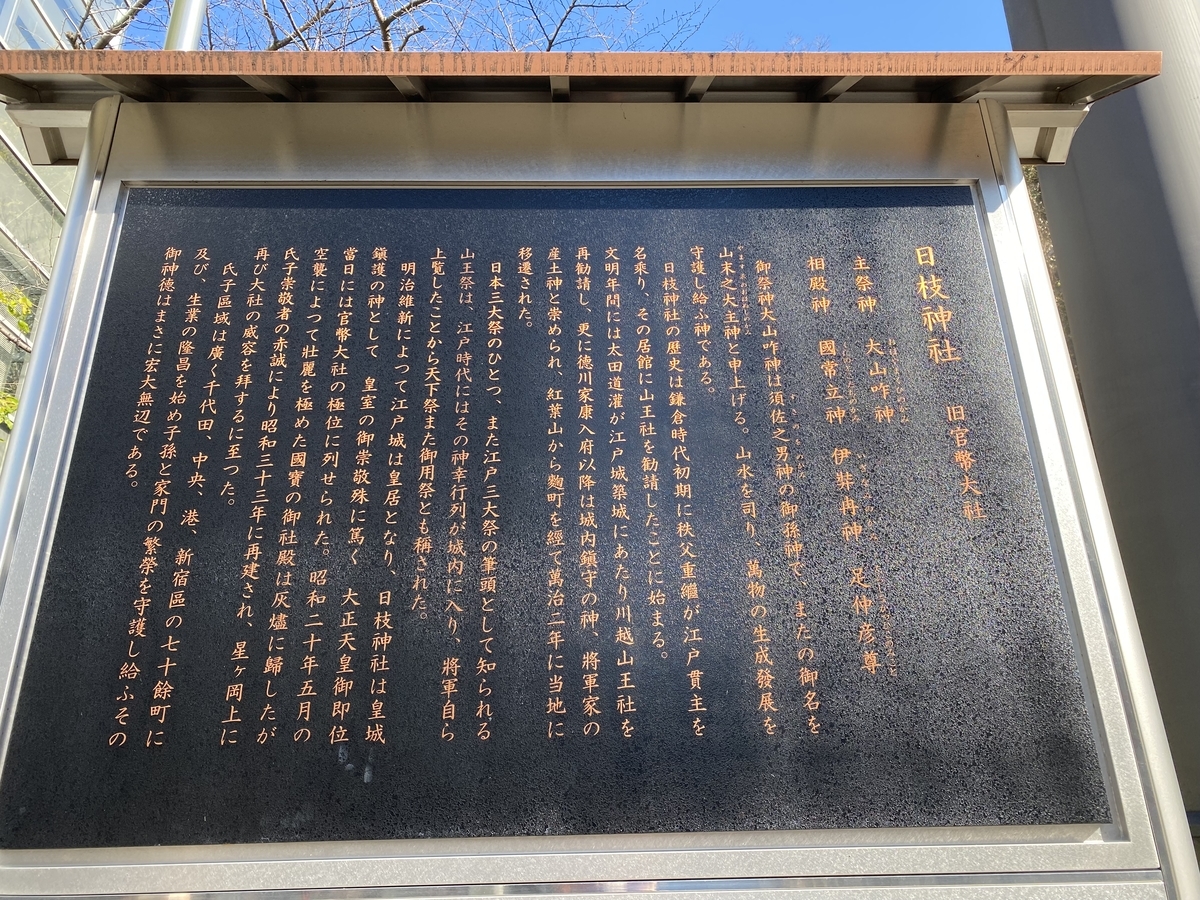 日枝神社 旧官幣大社
主祭神 大山咋神
相殿神 國常立神 伊弉冉神 足仲彦尊
御祭神大山咋神は須佐之男神の御孫神で、またの御名を
山末之大主神と申上げる。山水を司り、萬物の生成發展を
守護し給ふ神である。
日枝神社の歴史は鎌倉時代初期に秩父重繼が江戸貫主を
名乘り、その居館に山王社を勧請したことに始まる。
文明年間には太田道灌が江戸城築城にあたり川越山王社を
再勧請し、更に徳川家康入府以降は城内鎭守の神、將軍家の
産土神と崇められ、紅葉山から麴町を經て萬治二年に当地に
移遷された。
日本三大祭のひとつ、また江戸三大祭の筆頭として知られる
山王祭は、江戸時代にはその神幸行列が城内に入り、將軍自ら
上覧したことから天下祭また御用祭とも稱された。
明治維新によつて江戸城は皇居となり、日枝神社は皇城
鎭護の神として 皇室の御崇敬殊に篤く 大正天皇御即位
當日には官幣大社の極位に列せられた。昭和二十年五月の
空襲によつて壯麗を極めた國寶の御社殿は灰燼に歸したが
氏子崇敬者の赤誠により昭和三十三年に再建され、星ヶ岡上に
再び大社の威容を拜するに至つた。
氏子區域は廣く千代田、中央、港、新宿區の七十餘町に
及び、生業の隆昌を始め子孫と家門の繁榮を守護し給ふその
御神徳はまさに宏大無辺である。